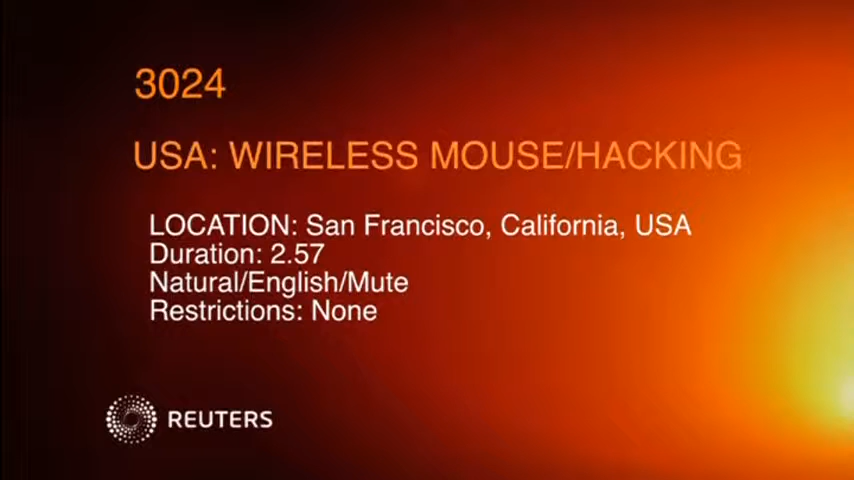 3024
USA: WIRELESS MOUSE/HACKING
LOCATION: San Francisco, California, USA
Duration: 2.57
Natural/English/Mute
Restrictions: None
REUTERS